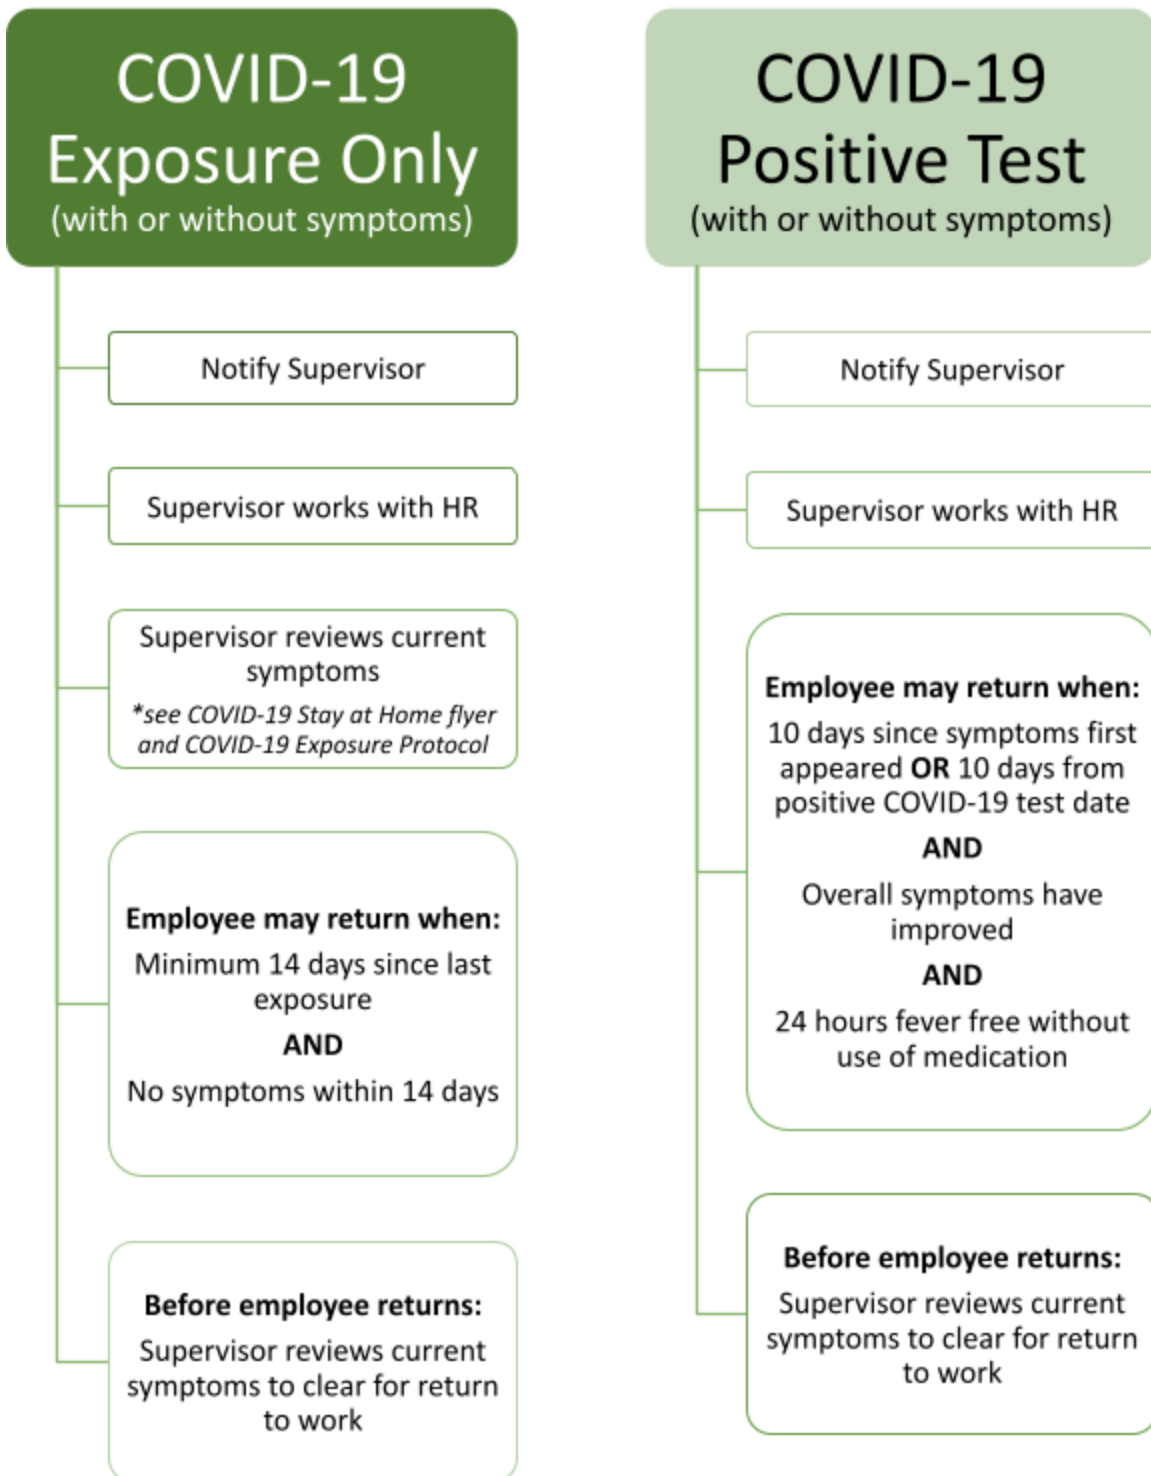 COVID-19
Exposure Only
(with or without symptoms)
Notify Supervisor
Supervisor works with HR
Supervisor reviews current
symptoms
*see COVID-19 Stay at Home flyer
and COVID-19 Exposure Protocol
Employee may return when:
Minimum 14 days since last
exposure
AND
No symptoms within 14 days
Before employee returns:
Supervisor reviews current
symptoms to clear for return
to work
COVID-19
Positive Test
(with or without symptoms)
Notify Supervisor
Supervisor works with HR
Employee may return when:
10 days since symptoms first
appeared OR 10 days from
positive COVID-19 test date
AND
Overall symptoms have
improved
AND
24 hours fever free without
use of medication
Before employee returns:
Supervisor reviews current
symptoms to clear for return
to work